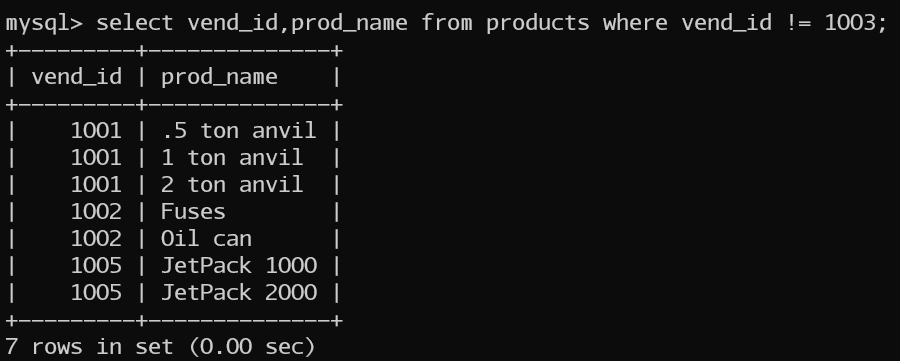 mysql> select vend_id,prod_name from products where vend_id != 1003;
+---------+--------------+
| vend_id | prod_name    |
+---------+--------------+
|    1001 | .5 ton anvil |
|    1001 | 1 ton anvil  |
|    1001 | 2 ton anvil  |
|    1002 | Fuses        |
|    1002 | Oil can      |
|    1005 | JetPack 1000 |
|    1005 | JetPack 2000 |
+---------+--------------+
7 rows in set (0.00 sec)